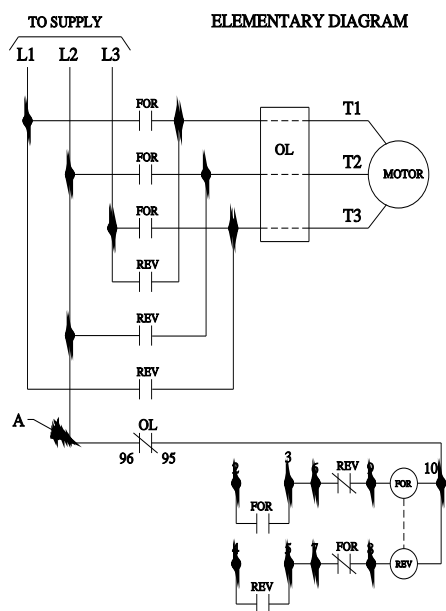 TO SUPPLY
ELEMENTARY DIAGRAM
L1 L2 L3
FOR
T1
OL
FOR
T2
MOTOR
FOR
T3
REV
REV
REV
A
OL
96 95
2 3 6 REV 9 FOR 10
FOR
4 5 7 FOR 8 REV
REV